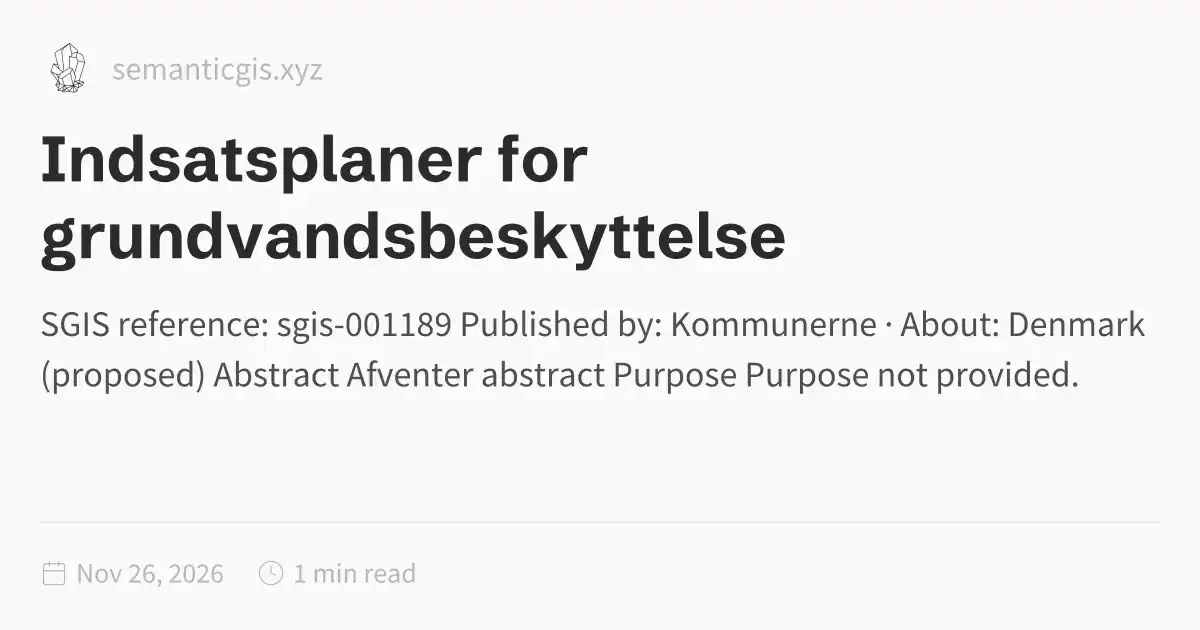 semanticgis.xyz
Indsatsplaner for
grundvandsbeskyttelse
SGIS reference: sgis-001189 Published by: Kommunerne · About: Denmark
(proposed) Abstract Afventer abstract Purpose Purpose not provided.
Nov 26, 2026 1 min read